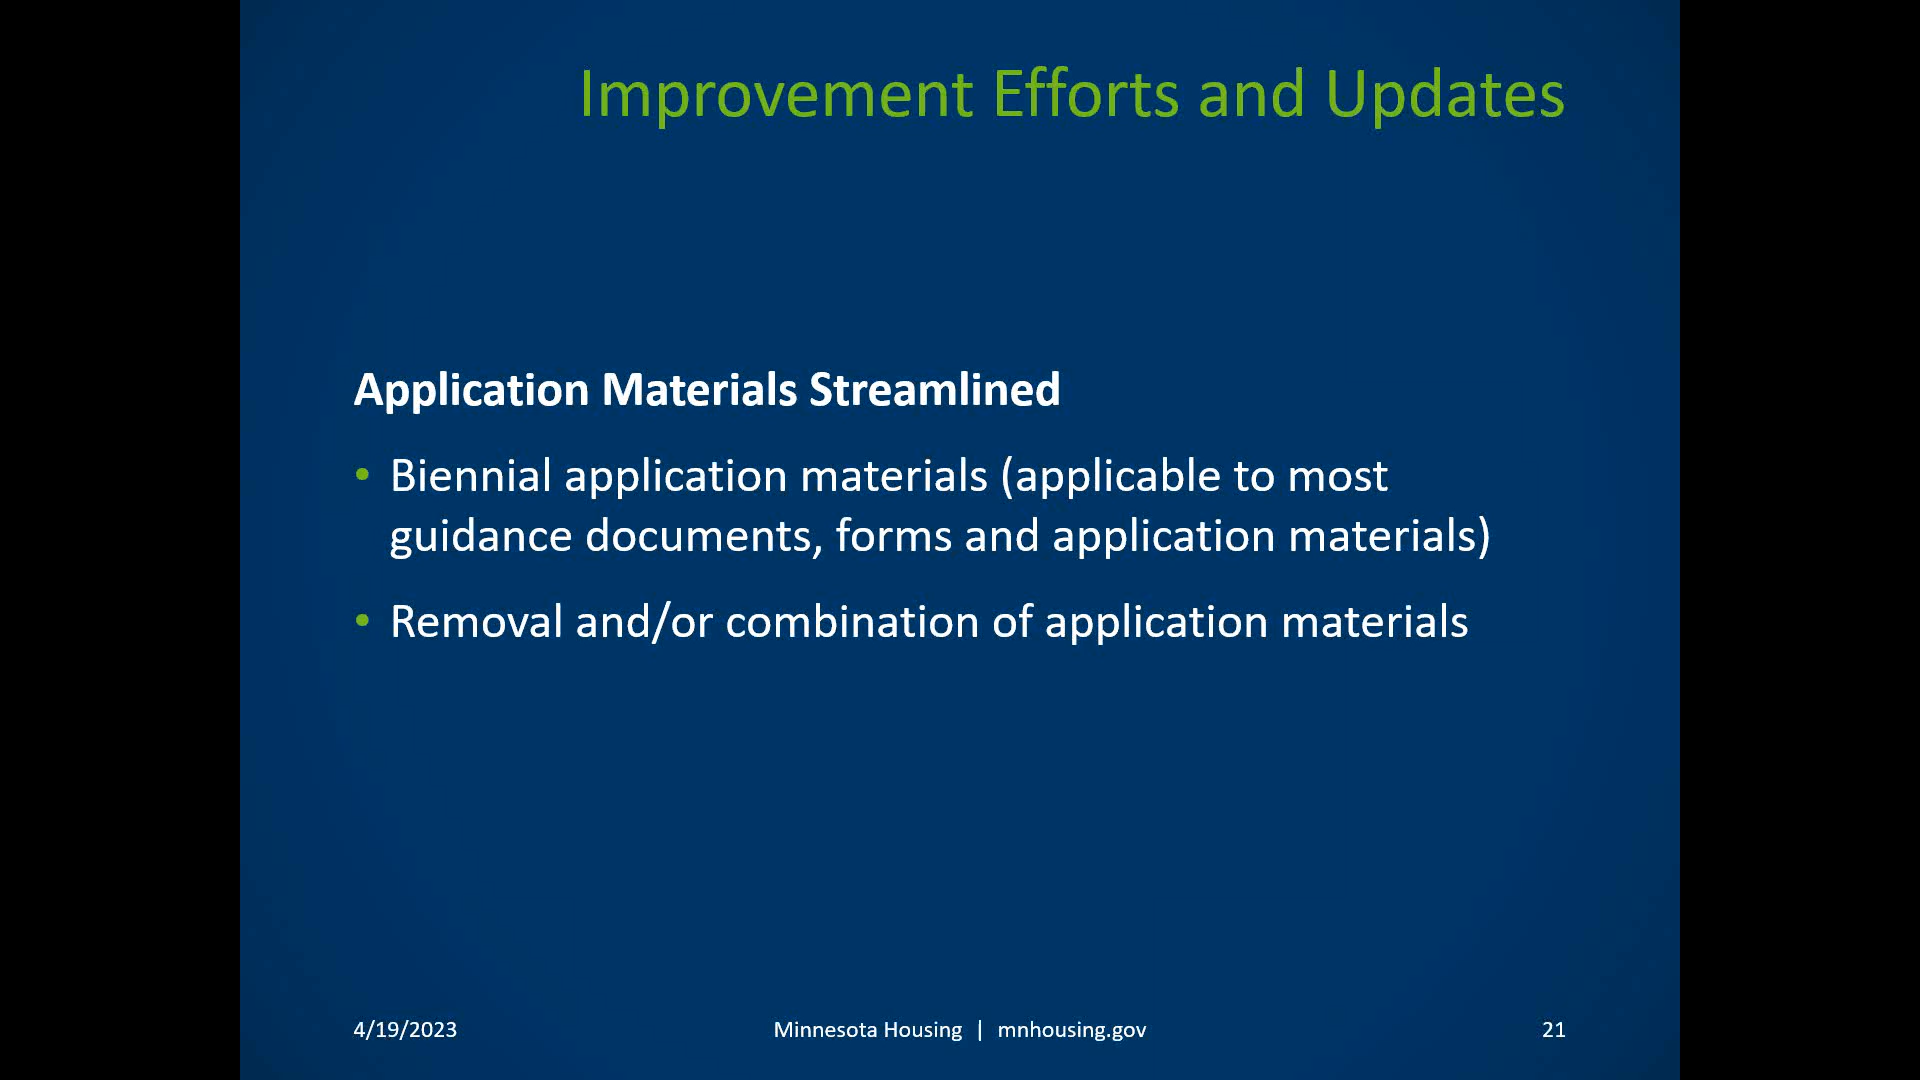 Improvement Efforts and Updates
Application Materials Streamlined
• Biennial application materials (applicable to most
guidance documents, forms and application materials)
• Removal and/or combination of application materials
4/19/2023
Minnesota Housing | mnhousing.gov
21